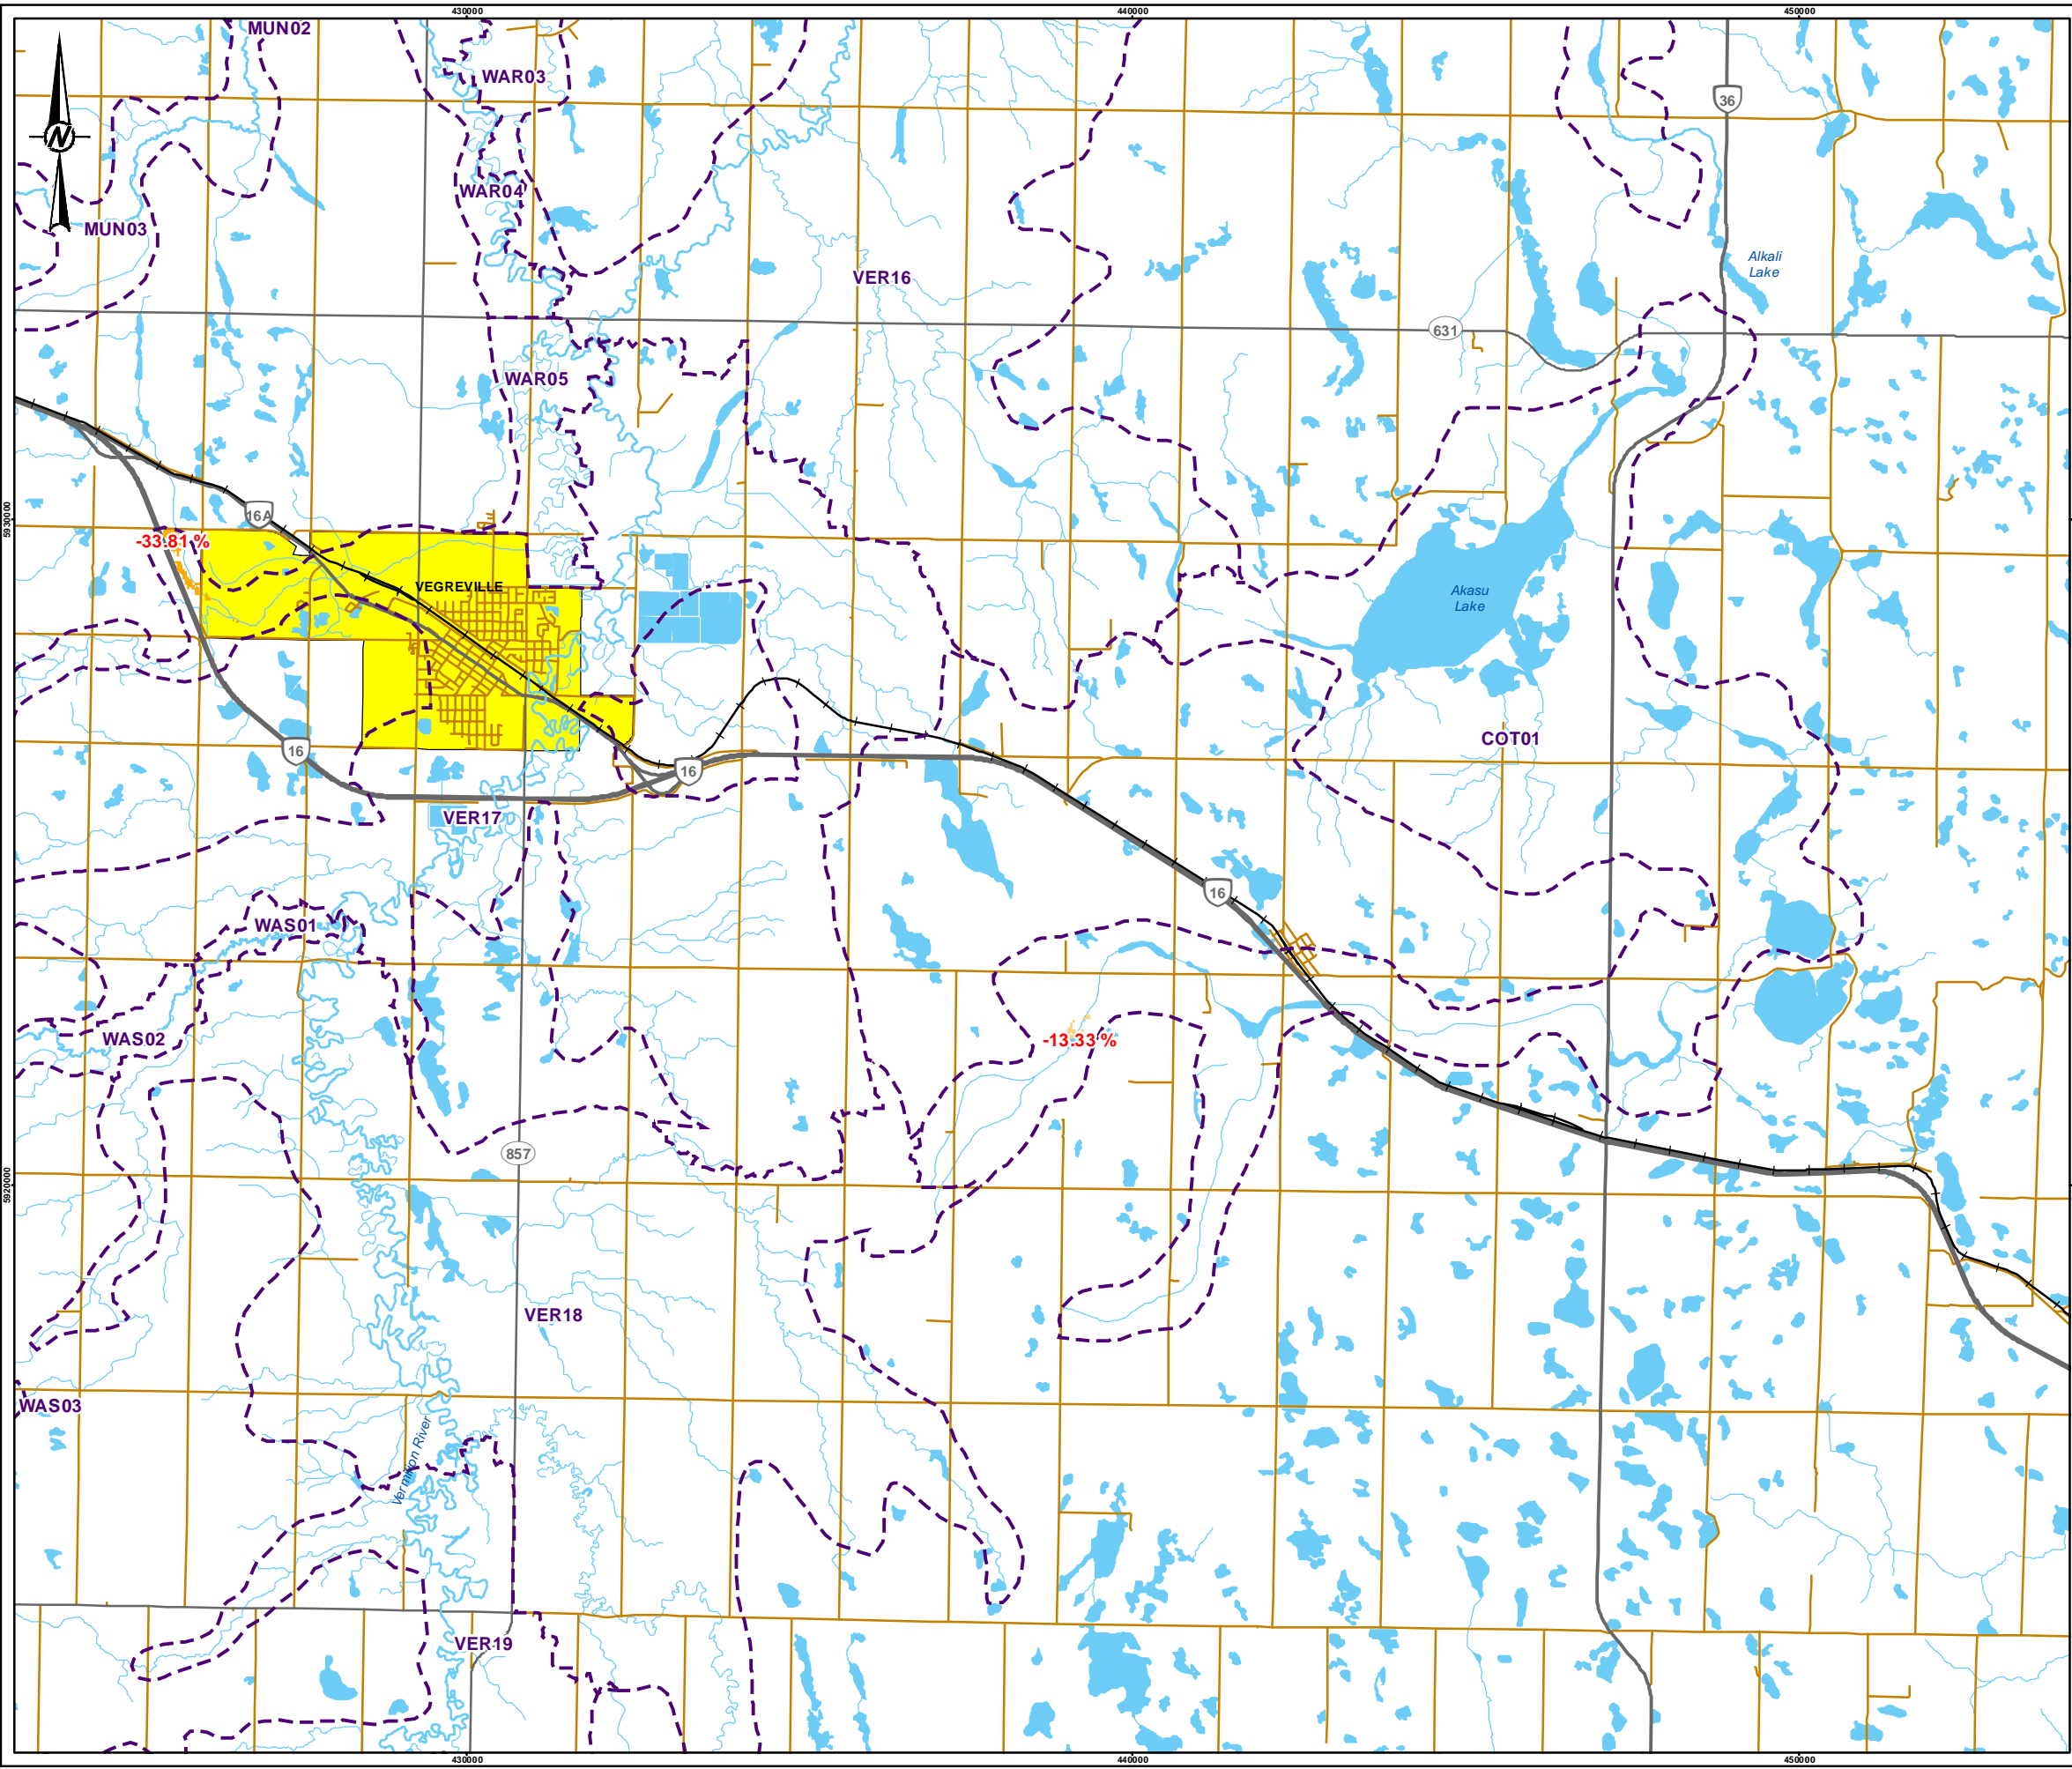 430000
440000
450000
MUN02
WAR03
36
N
WAR04
MUN03
Alkali
Lake
VER16
631
WAR05
5930000
16A
-33.81 %
VEGREVILLE
Akasu
Lake
COT01
16
16
VER17
16
WAS01
WAS02
-13.33 %
857
5920000
VER18
WAS03
Vermilion River
VER19
430000
440000
450000